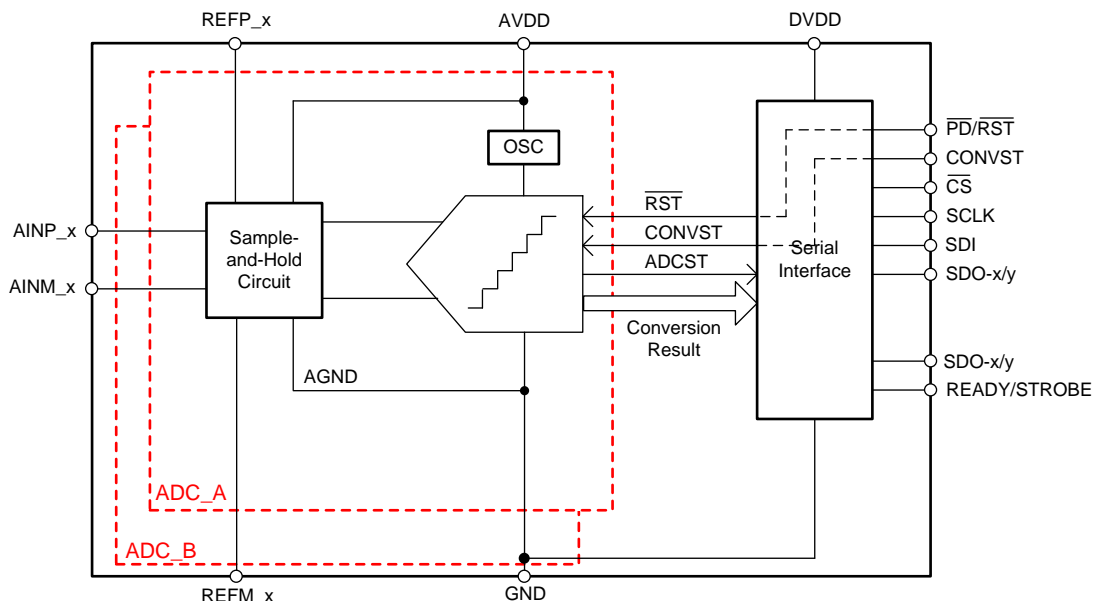 REFP_x
AVDD
DVDD
OSC
PD/RST
CONVST
CS
SCLK
SDI
SDO-x/y
SDO-x/y
READY/STROBE
AINP_x
AINM_x
Sample-
and-Hold
Circuit
RST
CONVST
ADCST
Conversion
Result
Serial
Interface
AGND
ADC_A
ADC_B
REFM_x
GND